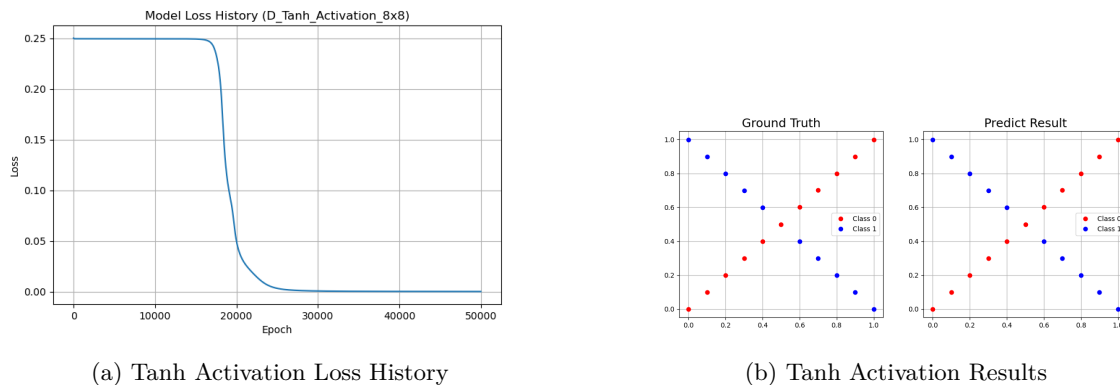 Model Loss History (D_Tanh_Activation_8x8)
0.25
0.20
0.15
0.10
0.05
0.00
Loss
0 10000 20000 30000 40000 50000
Epoch
Ground Truth
1.0
0.8
0.6
0.4
0.2
0.0
Class 0
Class 1
0.0 0.2 0.4 0.6 0.8 1.0
Predict Result
1.0
0.8
0.6
0.4
0.2
0.0
Class 0
Class 1
0.0 0.2 0.4 0.6 0.8 1.0
(a) Tanh Activation Loss History
(b) Tanh Activation Results